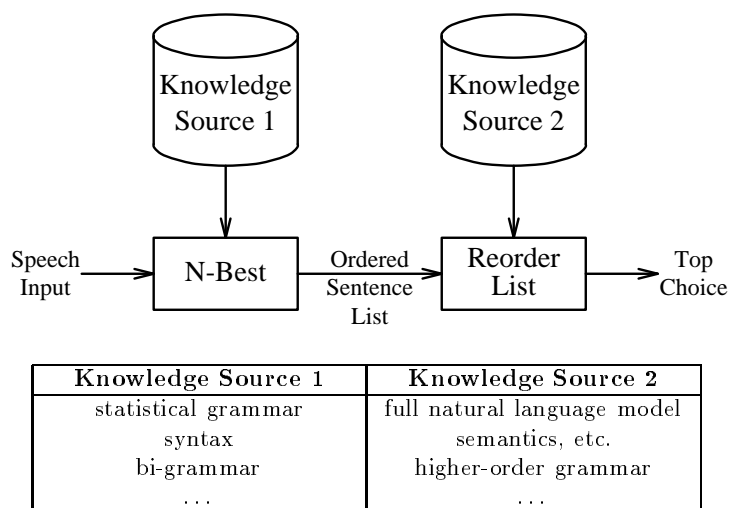 Knowledge
Source 1
Knowledge
Source 2
Speech
Input
N-Best
Ordered
Sentence
List
Reorder
List
Top
Choice
Knowledge Source 1 Knowledge Source 2
statistical grammar full natural language model
syntax semantics, etc.
bi-grammar higher-order grammar
... ...